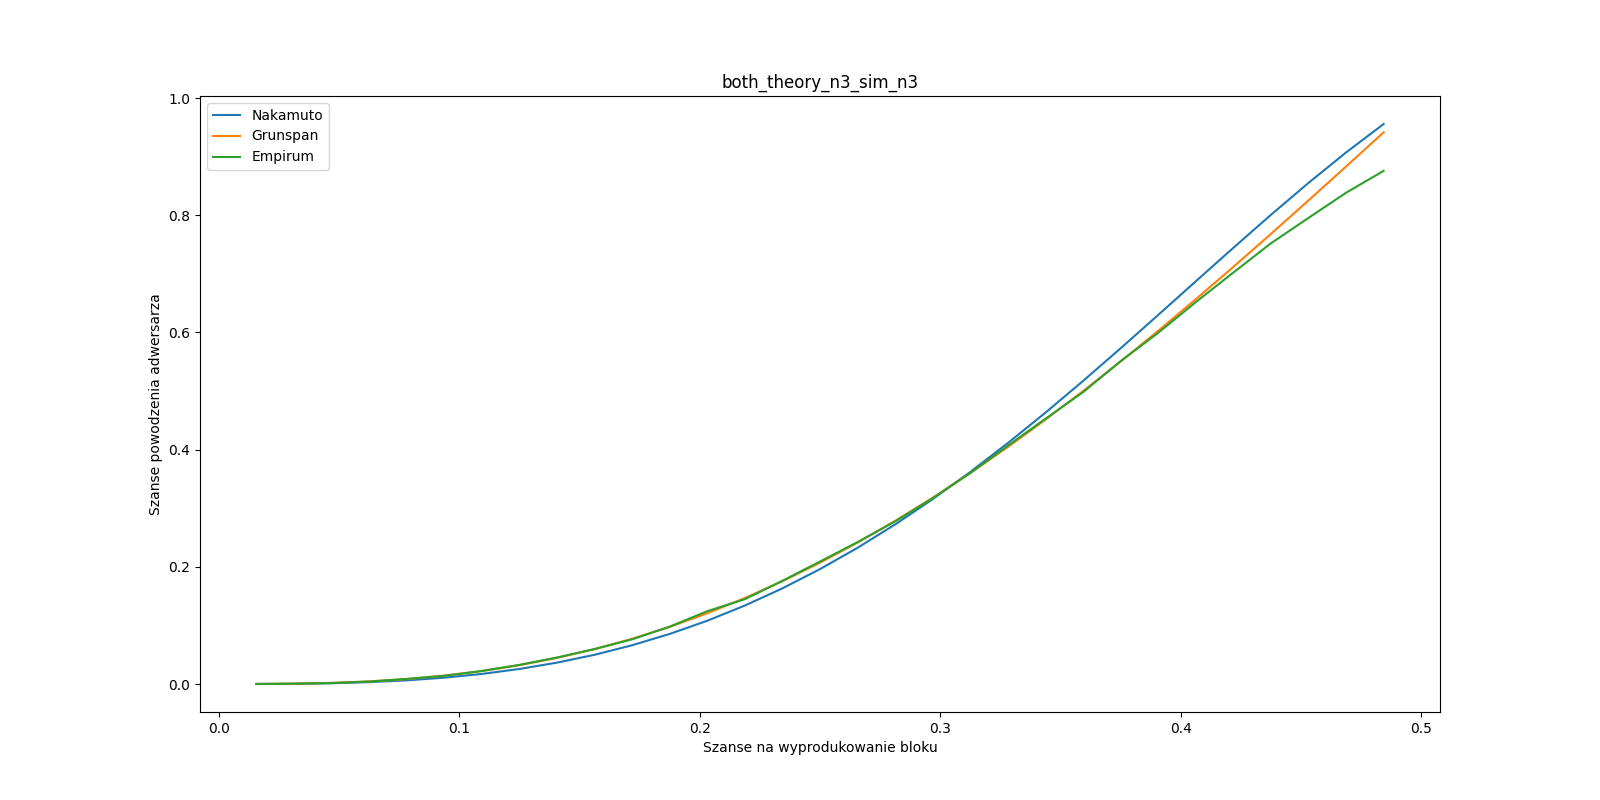 both_theory_n3_sim_n3
Nakamuto
Grunspan
Empirum
1.0
0.8
0.6
0.4
0.2
0.0
Szanse powodzenia adwersarza
0.0 0.1 0.2 0.3 0.4 0.5
Szanse na wyprodukowanie bloku